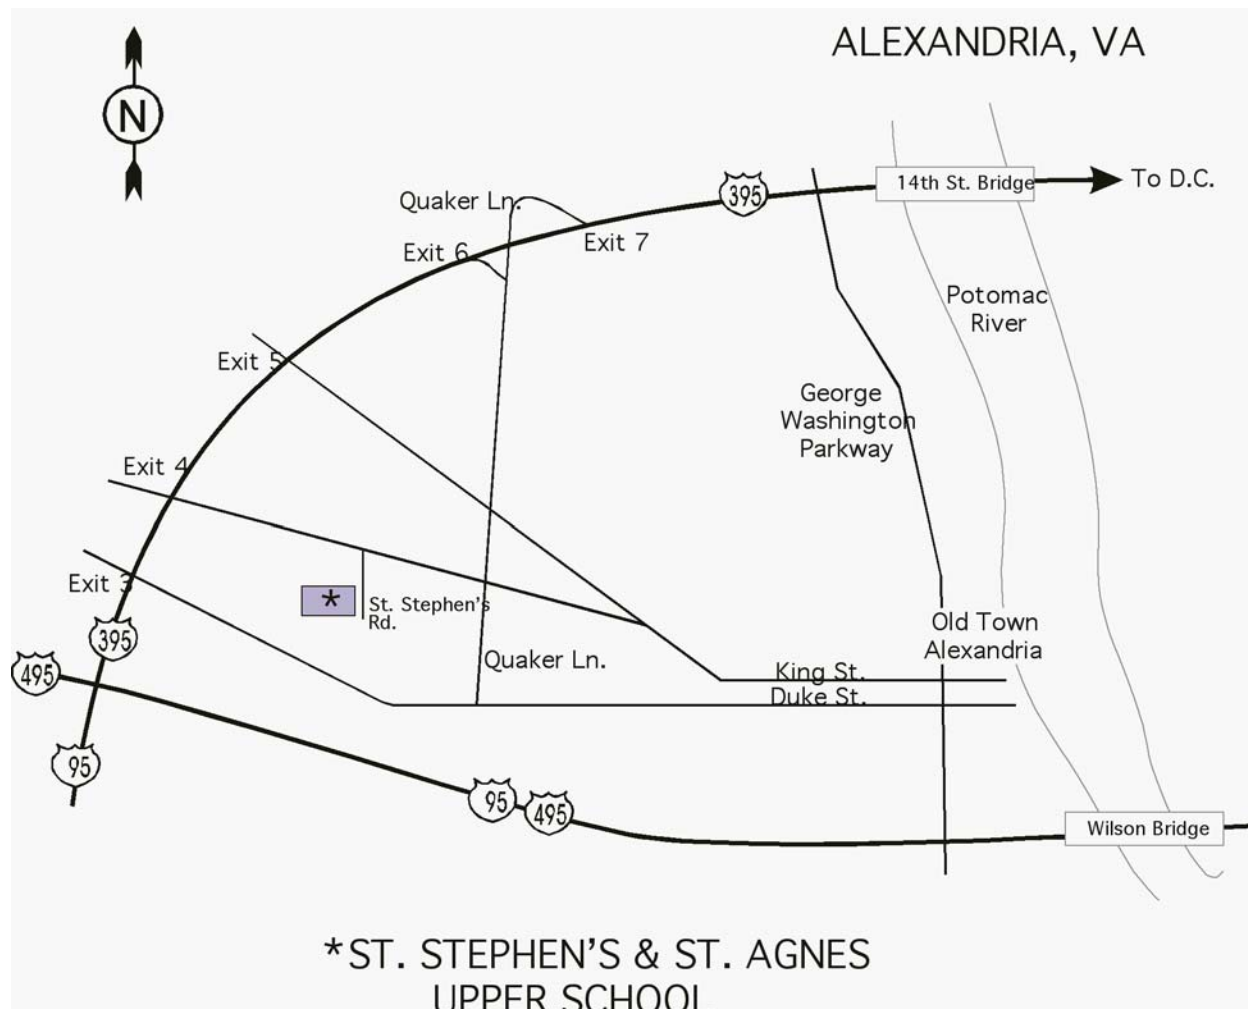 ALEXANDRIA, VA
N
14th St. Bridge
To D.C.
395
Quaker Ln.
Exit 7
Exit 6
Potomac
River
Exit 5
George
Washington
Parkway
Exit 4
Exit 3
*
St. Stephen's
Rd.
Old Town
Alexandria
395
Quaker Ln.
495
King St.
Duke St.
95
95
495
Wilson Bridge
*ST. STEPHEN'S & ST. AGNES
UPPER SCHOOL